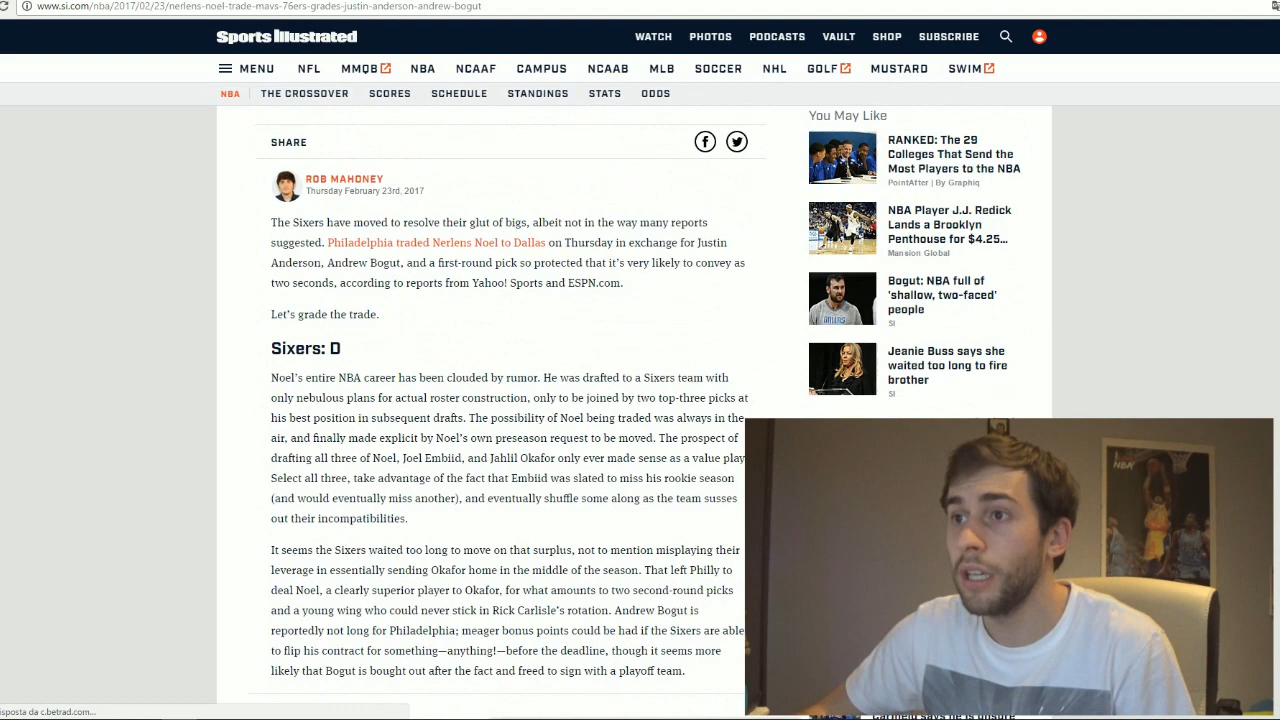 www.si.com/nba/2017/02/23/nerlens-noel-trade-mavs-76ers-grades-justin-anderson-andrew-bogut
Sports Illustrated
WATCH PHOTOS PODCASTS VAULT SHOP SUBSCRIBE
MENU NFL MMQB NBA NCAAF CAMPUS NCAAB MLB SOCCER NHL GOLF MUSTARD SWIM
NBA THE CROSSOVER SCORES SCHEDULE STANDINGS STATS ODDS
SHARE
ROB MAHONEY
Thursday February 23rd, 2017
The Sixers have moved to resolve their glut of bigs, albeit not in the way many reports
suggested. Philadelphia traded Nerlens Noel to Dallas on Thursday in exchange for Justin
Anderson, Andrew Bogut, and a first-round pick so protected that it's very likely to convey as
two seconds, according to reports from Yahoo! Sports and ESPN.com.
Let's grade the trade.
Sixers: D
Noel's entire NBA career has been clouded by rumor. He was drafted to a Sixers team with
only nebulous plans for actual roster construction, only to be joined by two top-three picks at
his best position in subsequent drafts. The possibility of Noel being traded was always in the
air, and finally made explicit by Noel's own preseason request to be moved. The prospect of
drafting all three of Noel, Joel Embiid, and Jahlil Okafor only ever made sense as a value play
Select all three, take advantage of the fact that Embiid was slated to miss his rookie season
(and would eventually miss another), and eventually shuffle some along as the team susses
out their incompatibilities.
It seems the Sixers waited too long to move on that surplus, not to mention misplaying their
leverage in essentially sending Okafor home in the middle of the season. That left Philly to
deal Noel, a clearly superior player to Okafor, for what amounts to two second-round picks
and a young wing who could never stick in Rick Carlisle's rotation. Andrew Bogut is
reportedly not long for Philadelphia; meager bonus points could be had if the Sixers are able
to flip his contract for something—anything!—before the deadline, though it seems more
likely that Bogut is bought out after the fact and freed to sign with a playoff team.
You May Like
RANKED: The 29
Colleges That Send the
Most Players to the NBA
PointAfter | By Graphiq
NBA Player J.J. Redick
Lands a Brooklyn
Penthouse for $4.25...
Mansion Global
Bogut: NBA full of
'shallow, two-faced'
people
SI
Jeanie Buss says she
waited too long to fire
brother
SI
NBA
isposta da c.betrad.com...